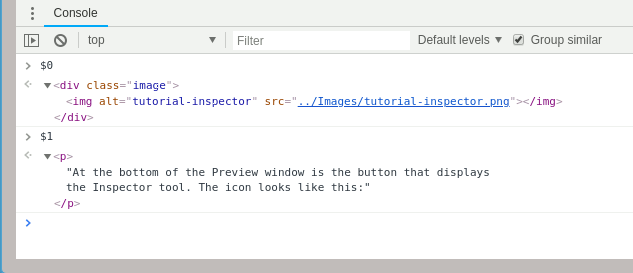 Console
top Filter Default levels Group similar
$0
<div class="image">
<img alt="tutorial-inspector" src="../Images/tutorial-inspector.png"></img>
</div>
$1
<p>
"At the bottom of the Preview window is the button that displays
the Inspector tool. The icon looks like this:"
</p>